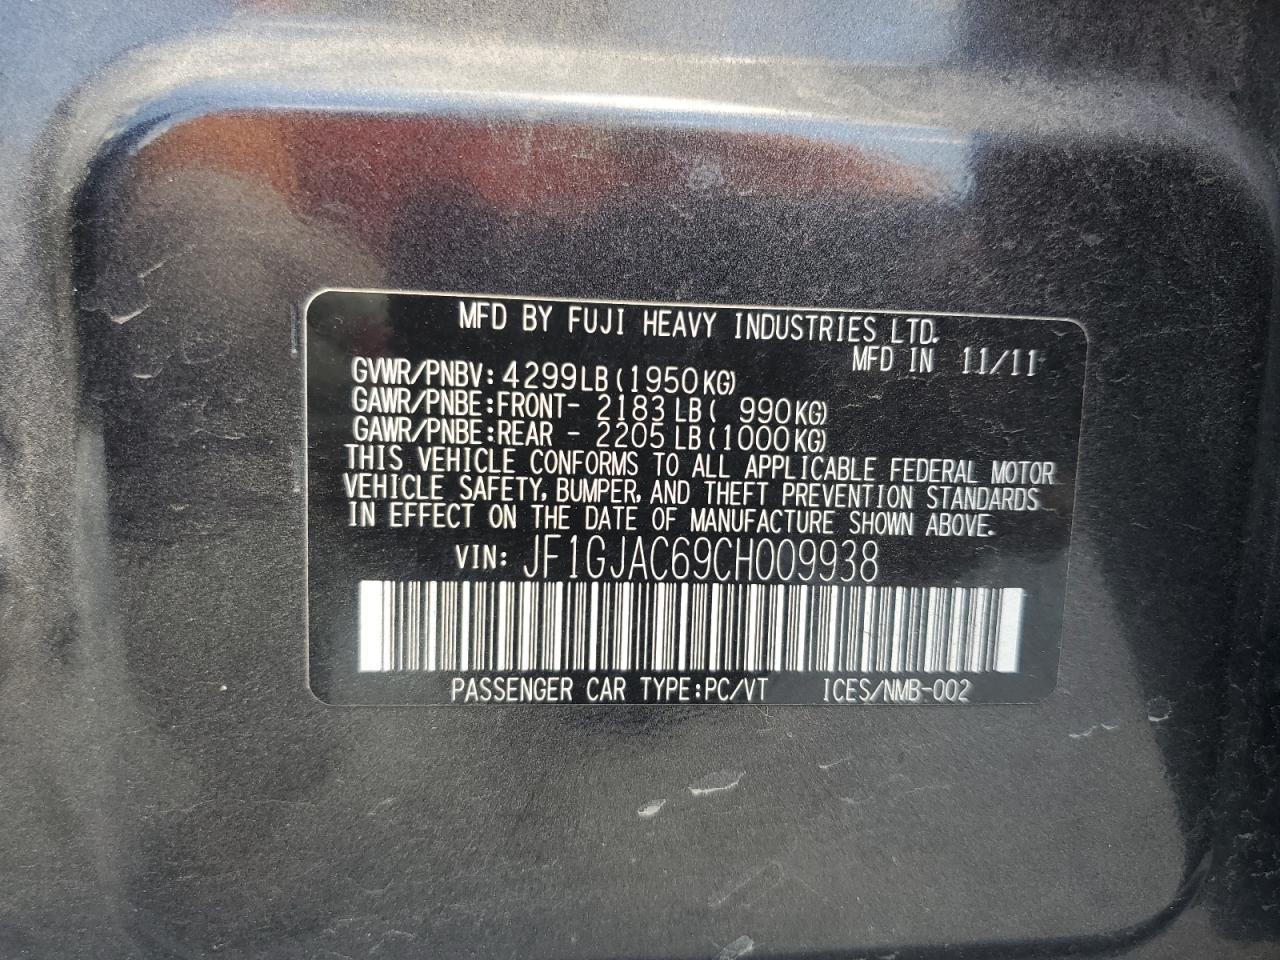 MFD BY FUJI HEAVY INDUSTRIES LTD.
MFD IN 11/11
GVWR/PNBV: 4299LB(1950KG)
GAWR/PNBE:FRONT- 2183LB( 990KG)
GAWR/PNBE:REAR - 2205LB(1000KG)
THIS VEHICLE CONFORMS TO ALL APPLICABLE FEDERAL MOTOR
VEHICLE SAFETY, BUMPER, AND THEFT PREVENTION STANDARDS
IN EFFECT ON THE DATE OF MANUFACTURE SHOWN ABOVE.
VIN: JF1GJAC69CH009938
PASSENGER CAR TYPE:PC/VT ICES/NMB-002